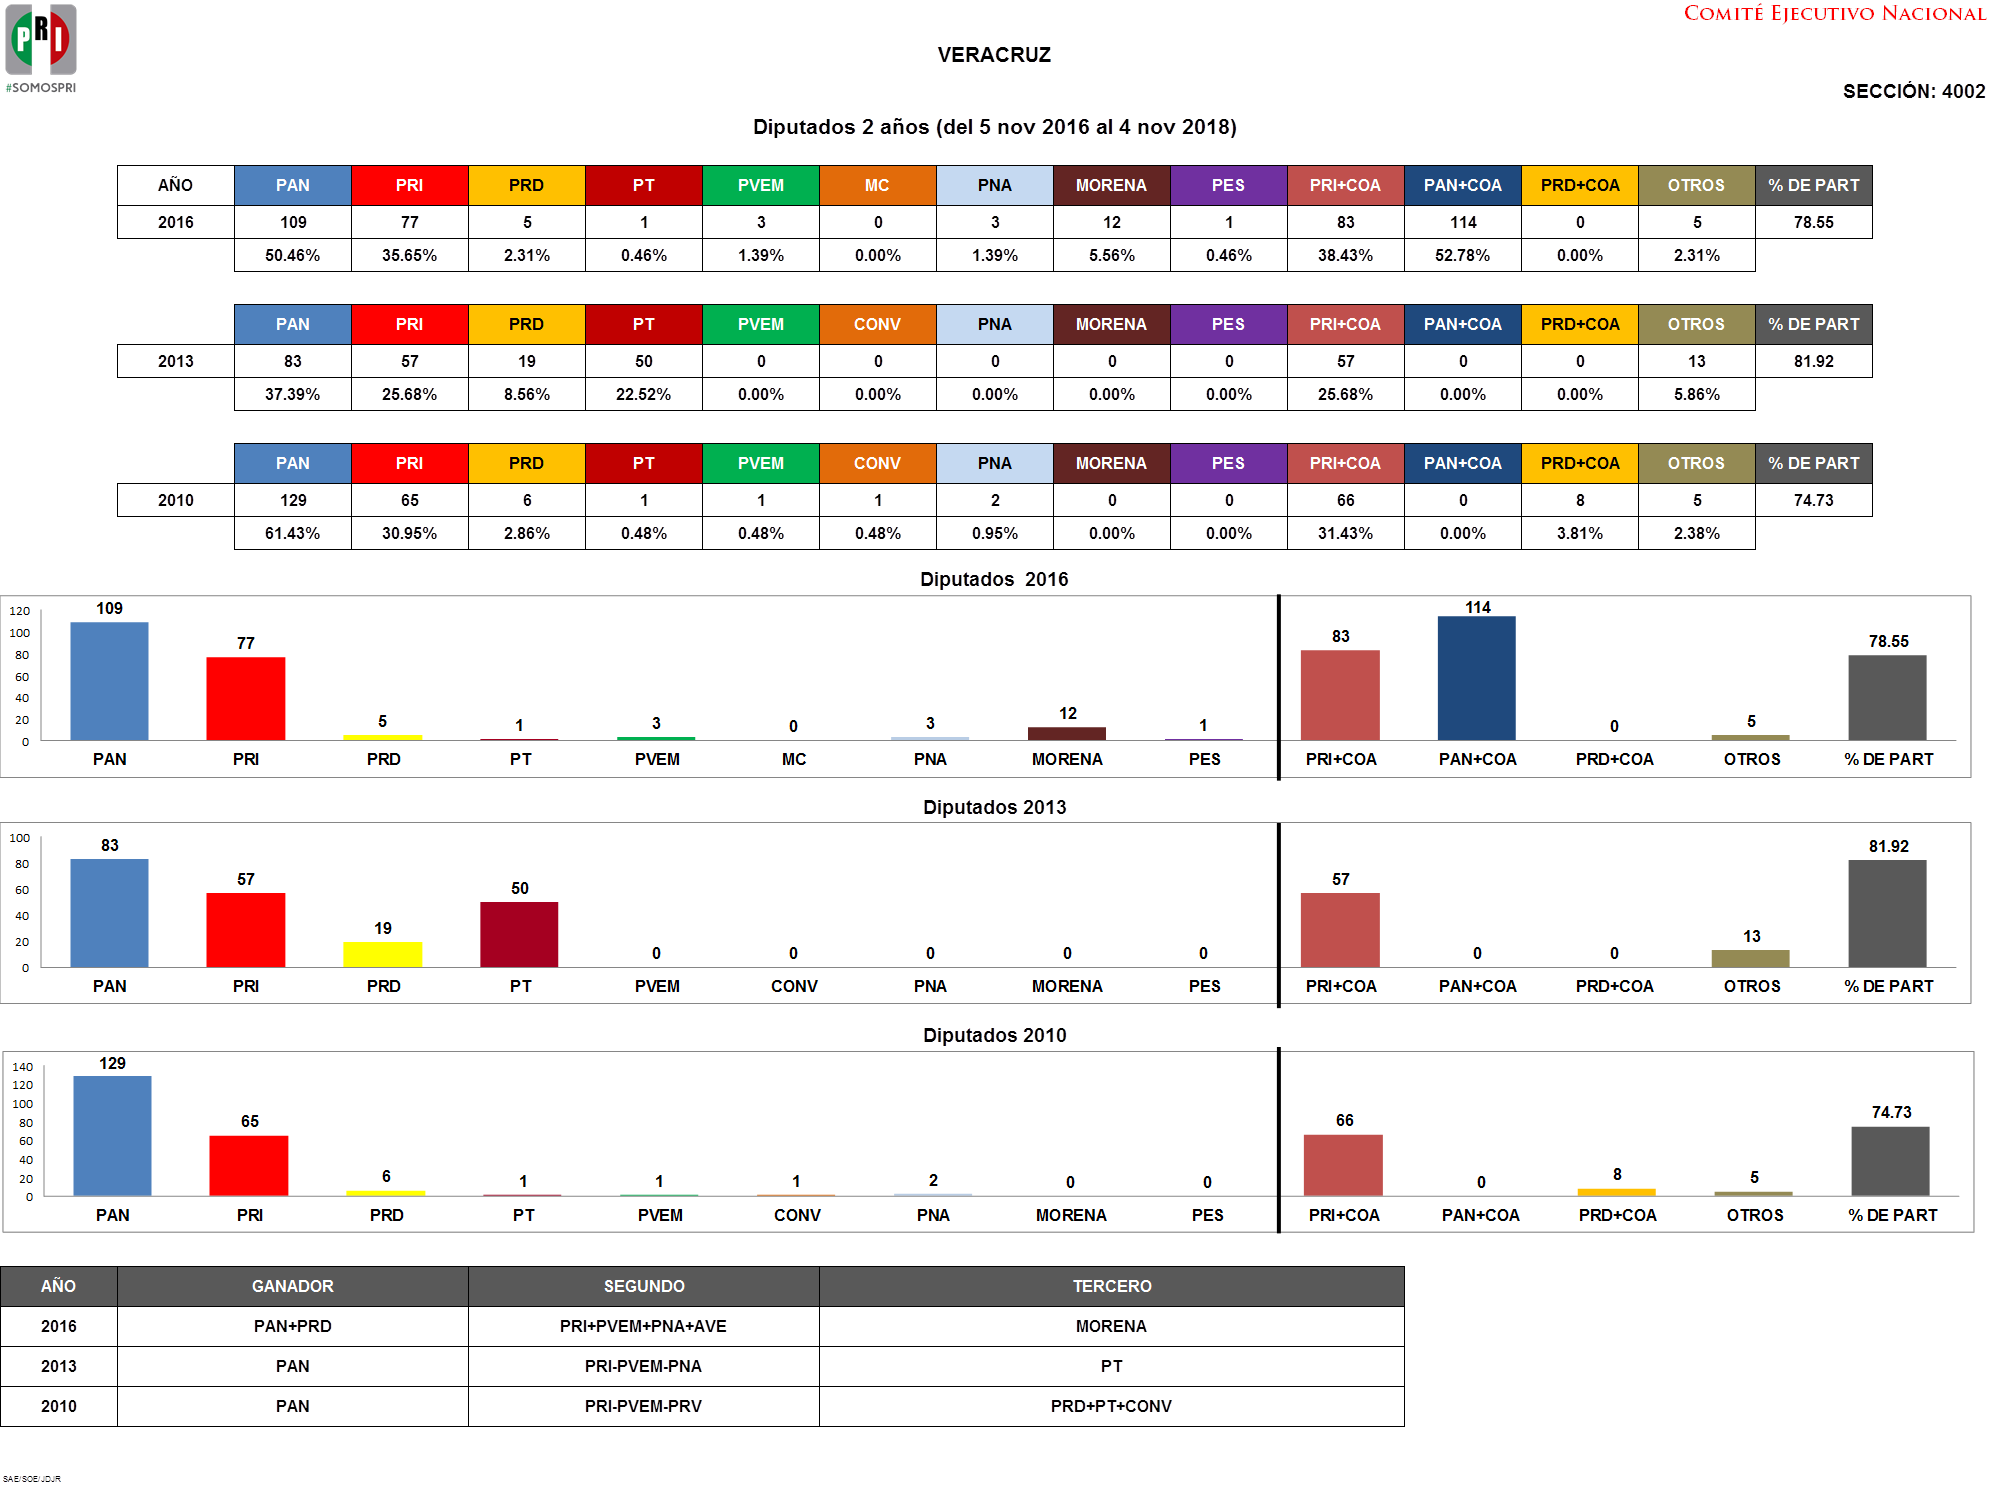 PRI
#SOMOSPRI
COMITÉ EJECUTIVO NACIONAL
VERACRUZ
SECCIÓN: 4002
Diputados 2 años (del 5 nov 2016 al 4 nov 2018)
AÑO PAN PRI PRD PT PVEM MC PNA MORENA PES PRI+COA PAN+COA PRD+COA OTROS % DE PART
2016 109 77 5 1 3 0 3 12 1 83 114 0 5 78.55
50.46% 35.65% 2.31% 0.46% 1.39% 0.00% 1.39% 5.56% 0.46% 38.43% 52.78% 0.00% 2.31%
PAN PRI PRD PT PVEM CONV PNA MORENA PES PRI+COA PAN+COA PRD+COA OTROS % DE PART
2013 83 57 19 50 0 0 0 0 0 57 0 0 13 81.92
37.39% 25.68% 8.56% 22.52% 0.00% 0.00% 0.00% 0.00% 0.00% 25.68% 0.00% 0.00% 5.86%
PAN PRI PRD PT PVEM CONV PNA MORENA PES PRI+COA PAN+COA PRD+COA OTROS % DE PART
2010 129 65 6 1 1 1 2 0 0 66 0 8 5 74.73
61.43% 30.95% 2.86% 0.48% 0.48% 0.48% 0.95% 0.00% 0.00% 31.43% 0.00% 3.81% 2.38%
Diputados 2016
120
100
80
60
40
20
0
109 77 5 1 3 0 3 12 1 83 114 0 5 78.55
PAN PRI PRD PT PVEM MC PNA MORENA PES PRI+COA PAN+COA PRD+COA OTROS % DE PART
Diputados 2013
100
80
60
40
20
0
83 57 19 50 0 0 0 0 0 57 0 0 13 81.92
PAN PRI PRD PT PVEM CONV PNA MORENA PES PRI+COA PAN+COA PRD+COA OTROS % DE PART
Diputados 2010
140
120
100
80
60
40
20
0
129 65 6 1 1 1 2 0 0 66 0 8 5 74.73
PAN PRI PRD PT PVEM CONV PNA MORENA PES PRI+COA PAN+COA PRD+COA OTROS % DE PART
AÑO GANADOR SEGUNDO TERCERO
2016 PAN+PRD PRI+PVEM+PNA+AVE MORENA
2013 PAN PRI-PVEM-PNA PT
2010 PAN PRI-PVEM-PRV PRD+PT+CONV
SAE/SOE/JDJR